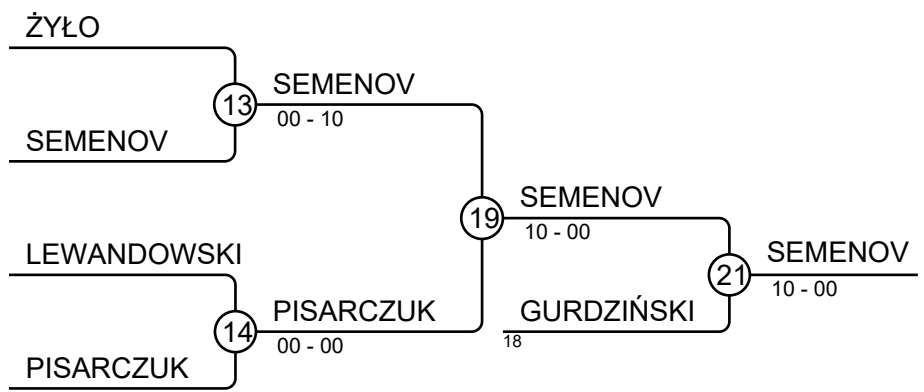 ŻYŁO
13
SEMENOV
00 - 10
SEMENOV
19
SEMENOV
10 - 00
LEWANDOWSKI
21
SEMENOV
10 - 00
14
PISARCZUK
00 - 00
GURDZIŃSKI
18
PISARCZUK